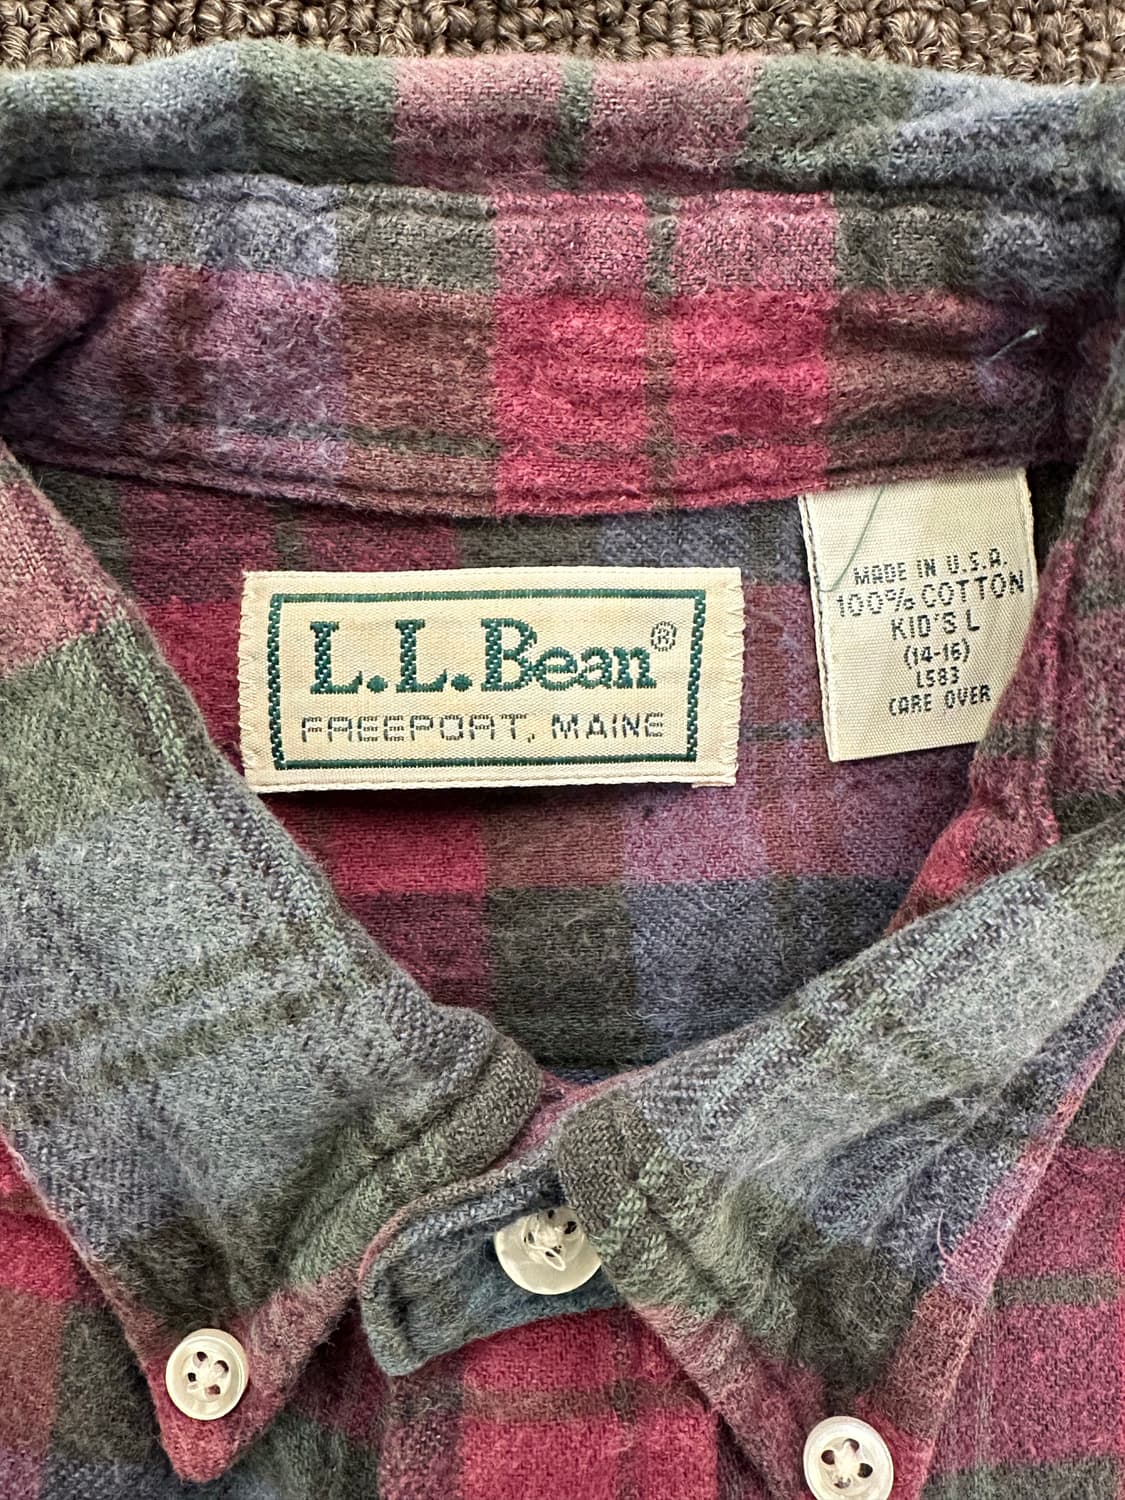 L.L.Bean®
FREEPORT, MAINE
MADE IN U.S.A.
100% COTTON
KID'S L
(14-16)
L583
CARE OVER